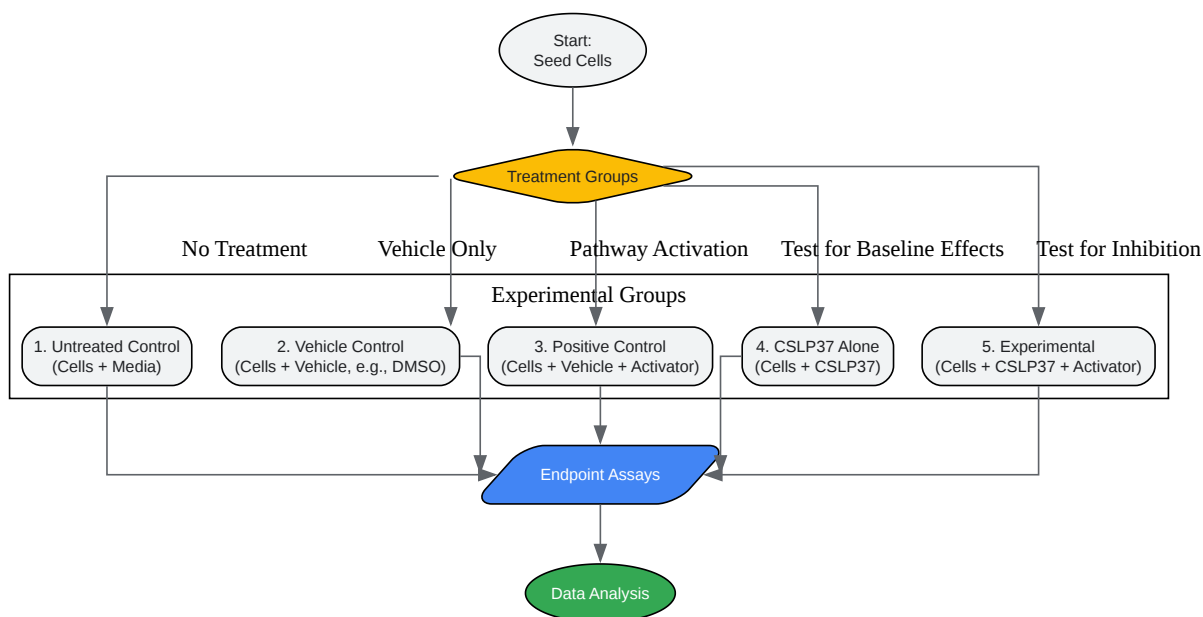 Start:
Seed Cells
Treatment Groups
No Treatment
Vehicle Only
Pathway Activation
Test for Baseline Effects
Test for Inhibition
Experimental Groups
1. Untreated Control
(Cells + Media)
2. Vehicle Control
(Cells + Vehicle, e.g., DMSO)
3. Positive Control
(Cells + Vehicle + Activator)
4. CSLP37 Alone
(Cells + CSLP37)
5. Experimental
(Cells + CSLP37 + Activator)
Endpoint Assays
Data Analysis